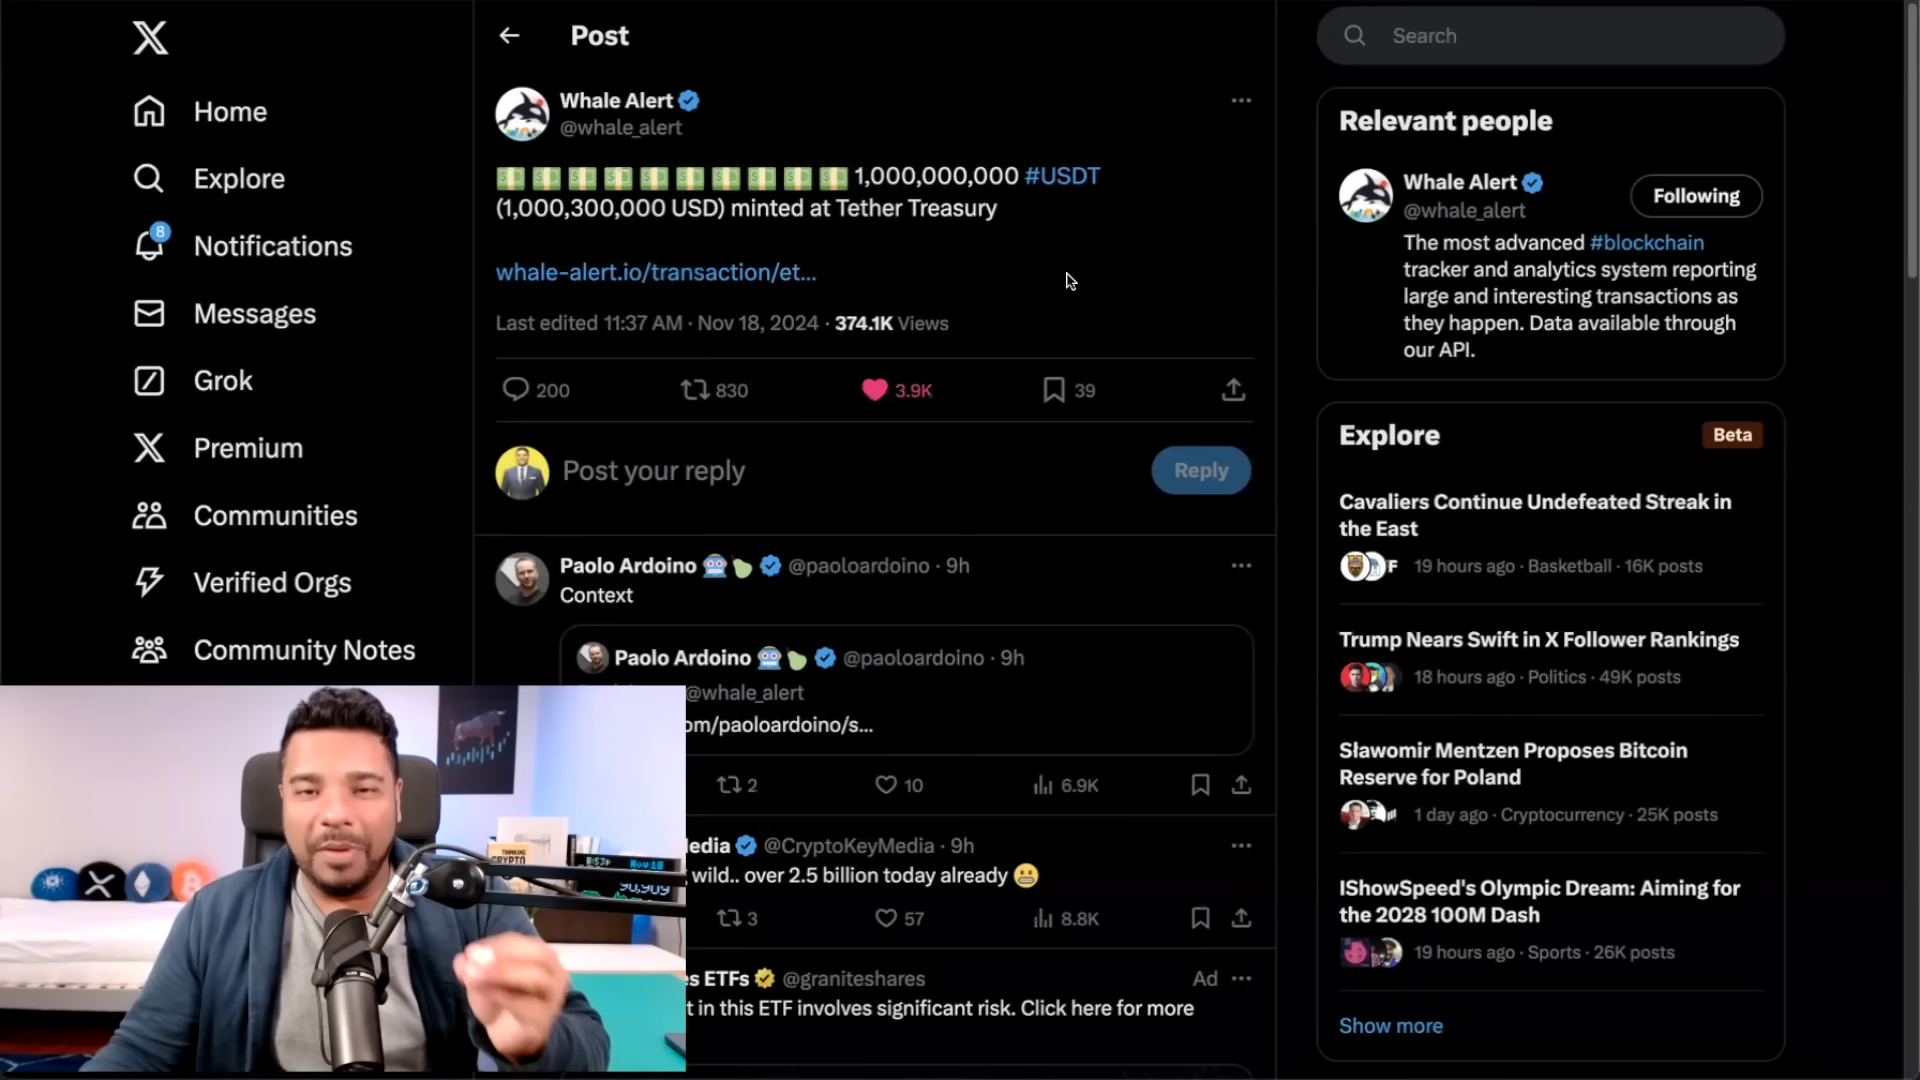 Home
Explore
8
Notifications
Messages
Grok
Premium
Communities
Verified Orgs
Community Notes
Post
Whale Alert
@whale_alert
1,000,000,000 #USDT
(1,000,300,000 USD) minted at Tether Treasury
whale-alert.io/transaction/et...
Last edited 11:37 AM · Nov 18, 2024 · 374.1K Views
200 830 3.9K 39
Post your reply
Reply
Paolo Ardoino @paoloardoino · 9h
Context
Paolo Ardoino @paoloardoino · 9h
@whale_alert
om/paoloardoino/s...
2 10 6.9K
edia @CryptoKeyMedia · 9h
wild.. over 2.5 billion today already
3 57 8.8K
s ETFs @graniteshares Ad
t in this ETF involves significant risk. Click here for more
THINKING
CRYPTO
8:53P Nov 18
90,909
Search
Relevant people
Whale Alert
@whale_alert
Following
The most advanced #blockchain
tracker and analytics system reporting
large and interesting transactions as
they happen. Data available through
our API.
Explore
Beta
Cavaliers Continue Undefeated Streak in
the East
19 hours ago · Basketball · 16K posts
Trump Nears Swift in X Follower Rankings
18 hours ago · Politics · 49K posts
Sławomir Mentzen Proposes Bitcoin
Reserve for Poland
1 day ago · Cryptocurrency · 25K posts
IShowSpeed's Olympic Dream: Aiming for
the 2028 100M Dash
19 hours ago · Sports · 26K posts
Show more